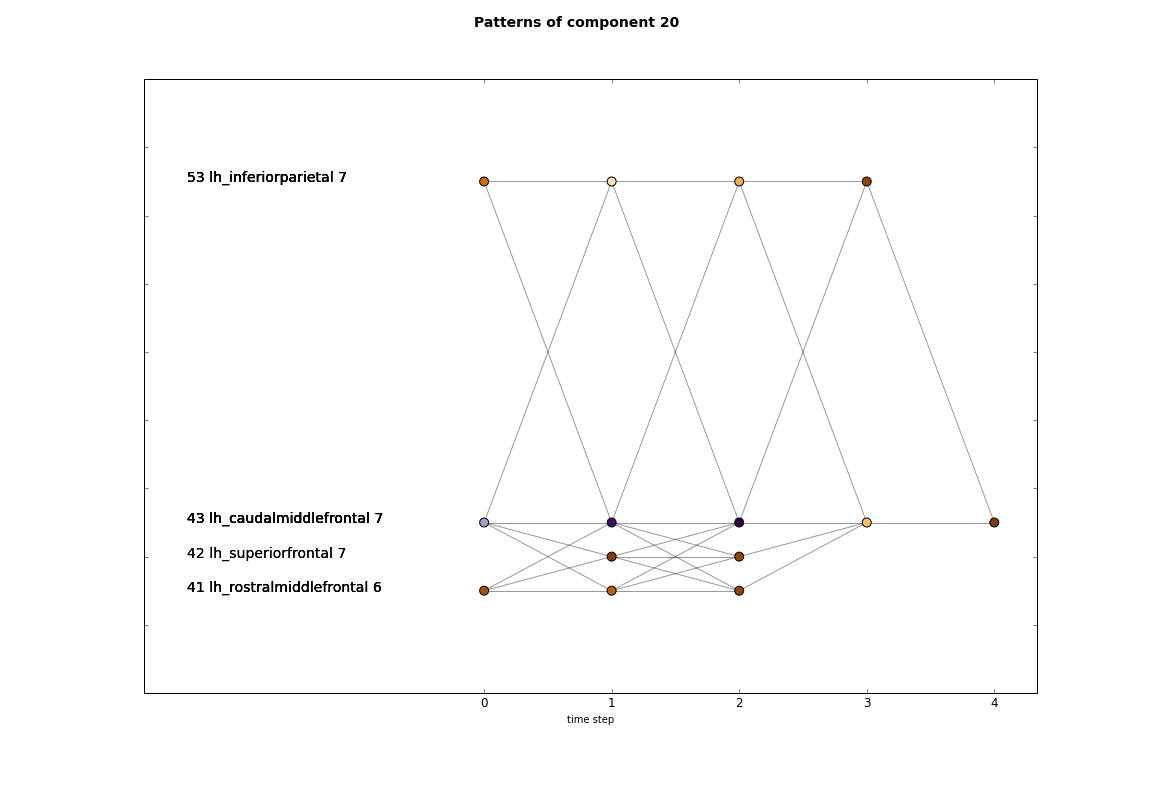 Patterns of component 20
53 lh_inferiorparietal 7
43 lh_caudalmiddlefrontal 7
42 lh_superiorfrontal 7
41 lh_rostralmiddlefrontal 6
0 1 2 3 4
time step